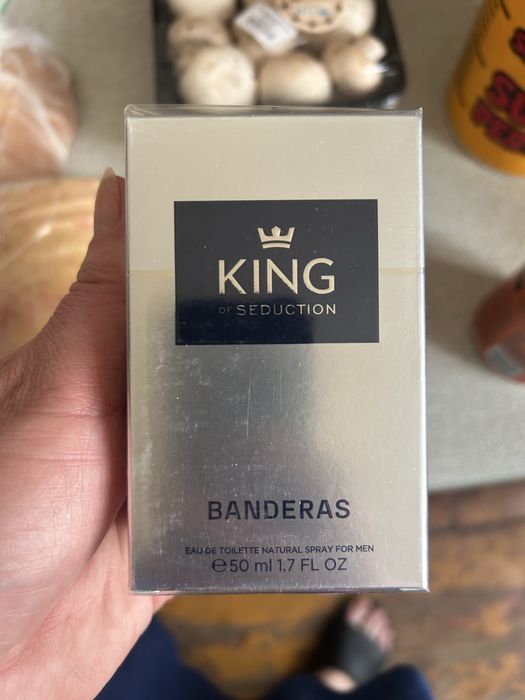 KING
OF SEDUCTION
BANDERAS
EAU DE TOILETTE NATURAL SPRAY FOR MEN
℮50 ml 1.7 FL OZ